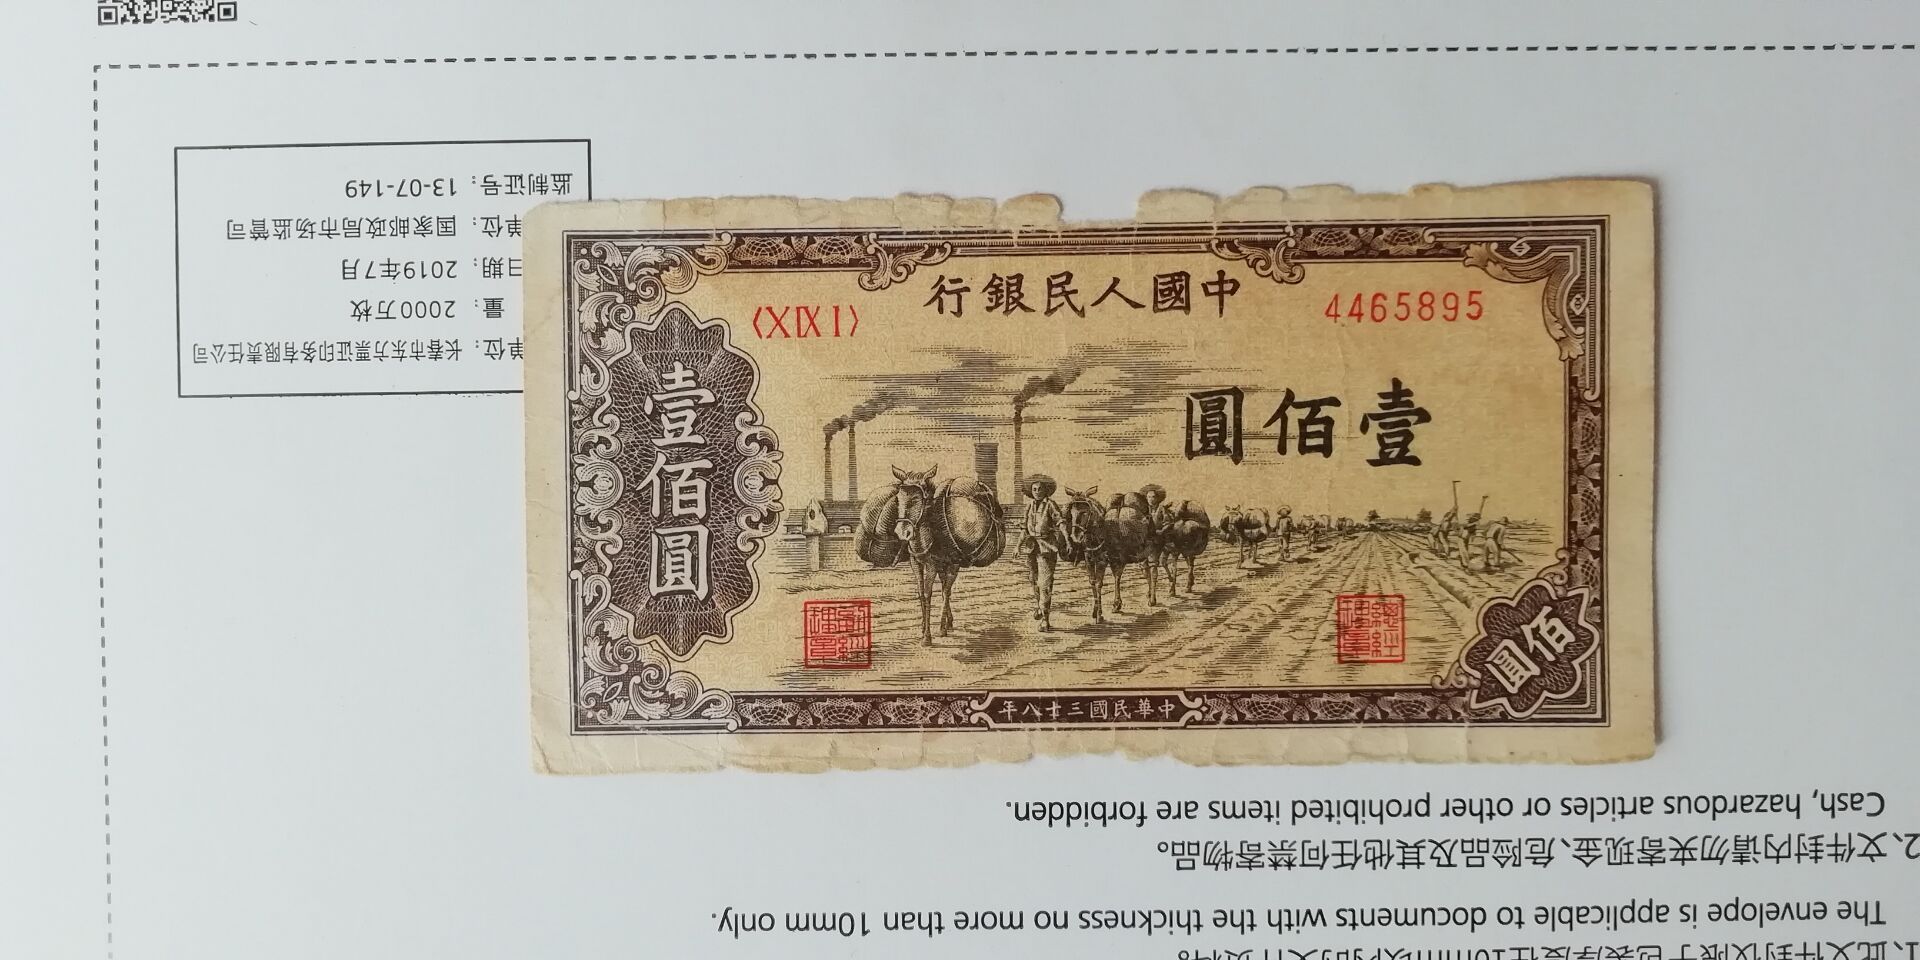 中國人民銀行
〈XIXI〉
4465895
壹佰圓
壹佰圓
佰圓
中華民國三十八年
监制证号：13-07-149
单位：国家邮政局市场监管司
日期：2019年7月
量：2000万枚
单位：长春市东方票证印务有限责任公司
The envelope is applicable to documents with the thickness no more than 10mm only.
2、文件封内请勿夹寄现金、危险品及其他任何禁寄物品。
Cash, hazardous articles or other prohibited items are forbidden.